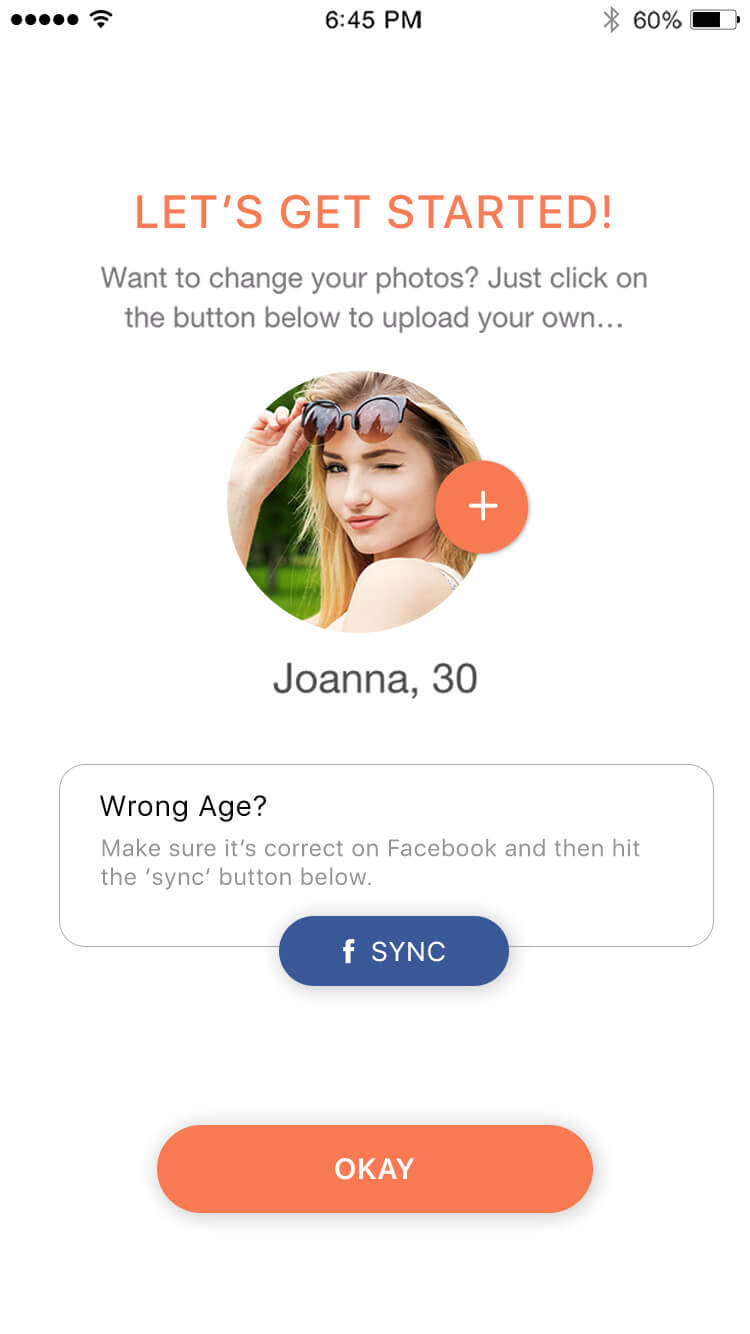 6:45 PM 60%
LET’S GET STARTED!
Want to change your photos? Just click on
the button below to upload your own...
Joanna, 30
Wrong Age?
Make sure it’s correct on Facebook and then hit
the ‘sync’ button below.
f SYNC
OKAY